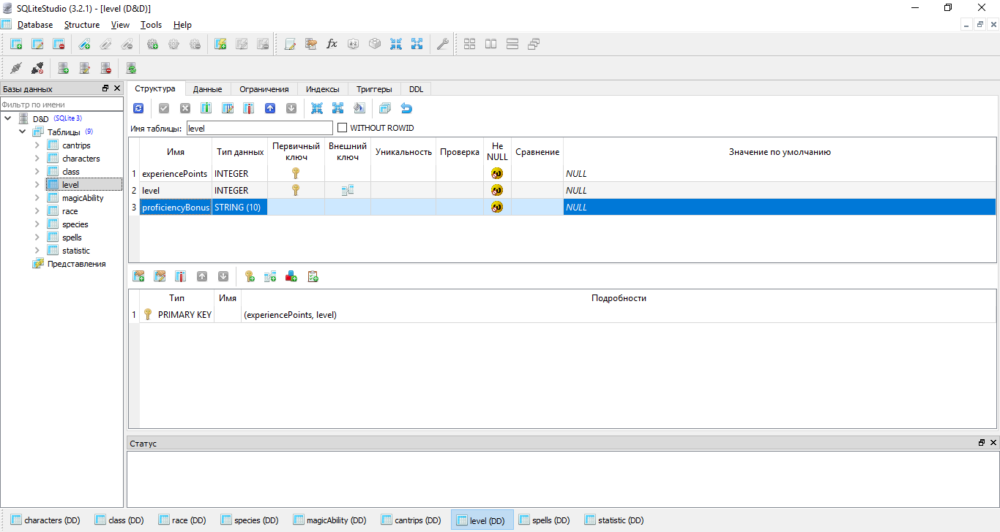 SQLiteStudio (3.2.1) - [level (D&D)]
Database Structure View Tools Help
Базы данных
Фильтр по имени
D&D (SQLite 3)
Таблицы (9)
cantrips
characters
class
level
magicAbility
race
species
spells
statistic
Представления
Структура Данные Ограничения Индексы Триггеры DDL
Имя таблицы: level WITHOUT ROWID
Имя Тип данных Первичный ключ Внешний ключ Уникальность Проверка Не NULL Сравнение Значение по умолчанию
1 experiencePoints INTEGER NULL
2 level INTEGER NULL
3 proficiencyBonus STRING (10) NULL
Тип Имя Подробности
1 PRIMARY KEY (experiencePoints, level)
Статус
characters (DD) class (DD) race (DD) species (DD) magicAbility (DD) cantrips (DD) level (DD) spells (DD) statistic (DD)